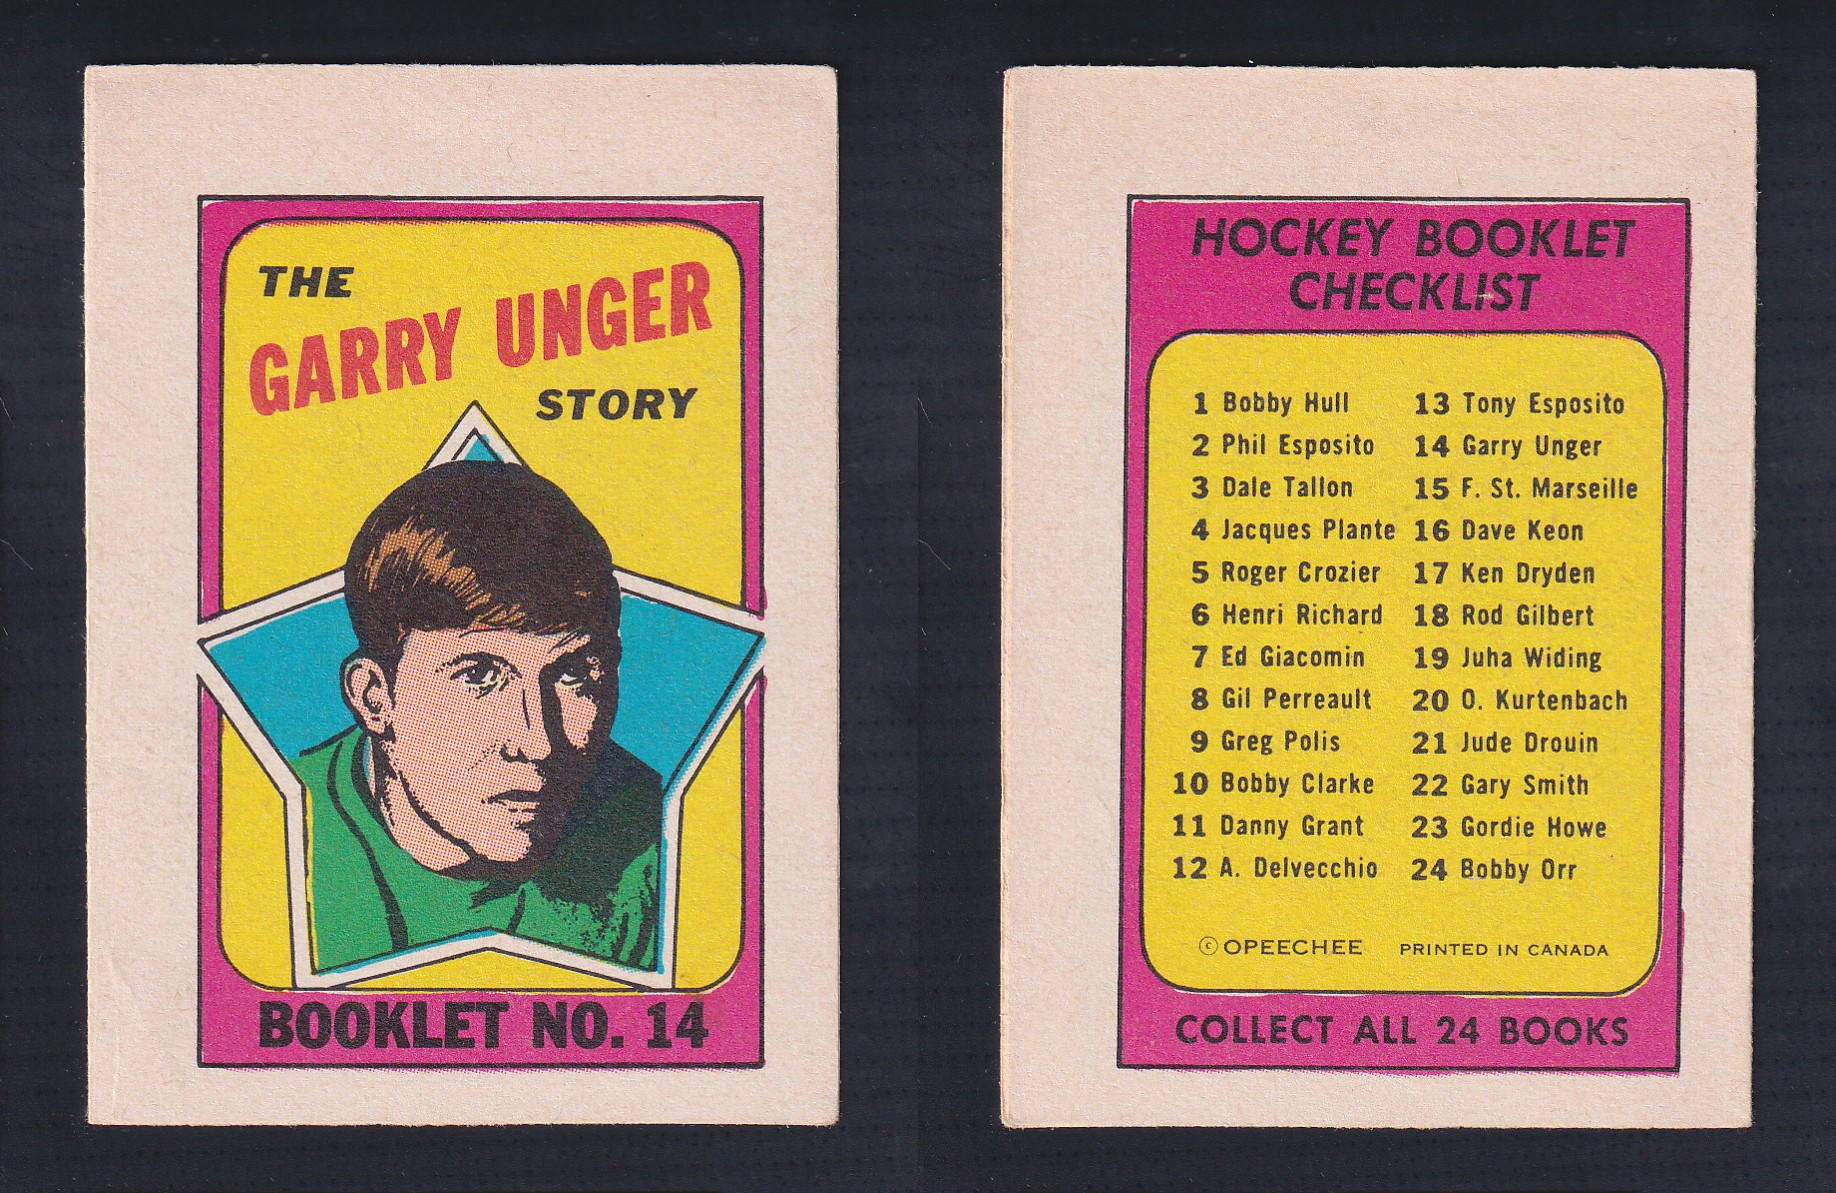 THE
GARRY UNGER
STORY
BOOKLET NO. 14
HOCKEY BOOKLET
CHECKLIST
1 Bobby Hull
2 Phil Esposito
3 Dale Tallon
4 Jacques Plante
5 Roger Crozier
6 Henri Richard
7 Ed Giacomin
8 Gil Perreault
9 Greg Polis
10 Bobby Clarke
11 Danny Grant
12 A. Delvecchio
13 Tony Esposito
14 Garry Unger
15 F. St. Marseille
16 Dave Keon
17 Ken Dryden
18 Rod Gilbert
19 Juha Widing
20 O. Kurtenbach
21 Jude Drouin
22 Gary Smith
23 Gordie Howe
24 Bobby Orr
© OPEECHEE PRINTED IN CANADA
COLLECT ALL 24 BOOKS